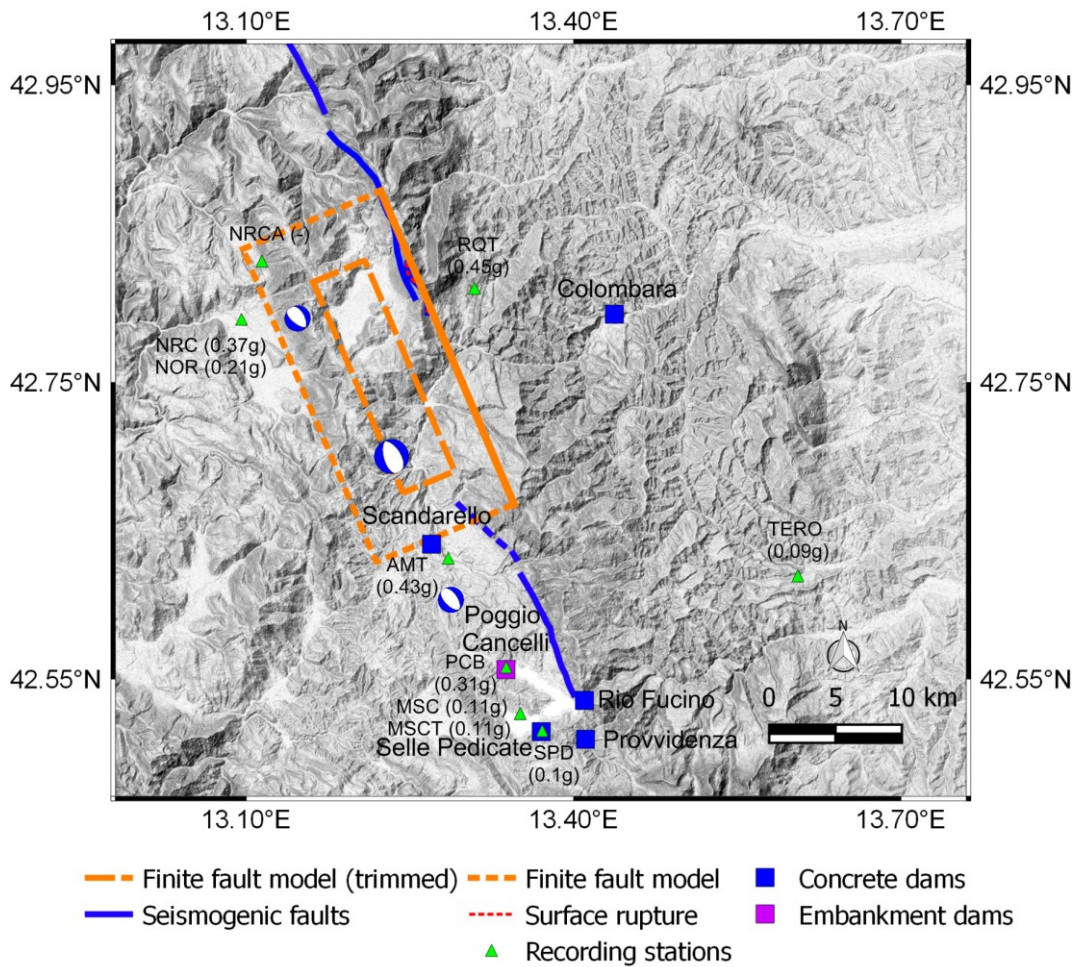 13.10°E 13.40°E 13.70°E
42.95°N 42.95°N
NRCA (-)
RQT
(0.45g)
Colombara
NRC (0.37g)
NOR (0.21g)
42.75°N 42.75°N
Scandarello
TERO
(0.09g)
AMT
(0.43g)
Poggio
Cancelli
N
PCB
(0.31g)
42.55°N 42.55°N
0 5 10 km
MSC (0.11g)
Rio Fucino
MSCT (0.11g)
Selle Pedicate
Provvidenza
SPD
(0.1g)
13.10°E 13.40°E 13.70°E
Finite fault model (trimmed) Finite fault model Concrete dams
Seismogenic faults Surface rupture Embankment dams
Recording stations